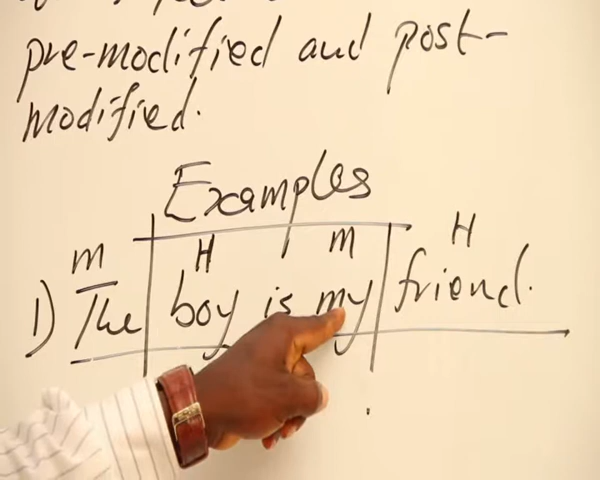 pre-modified and post-
modified.
Examples
m H m H
1) The boy is my friend.